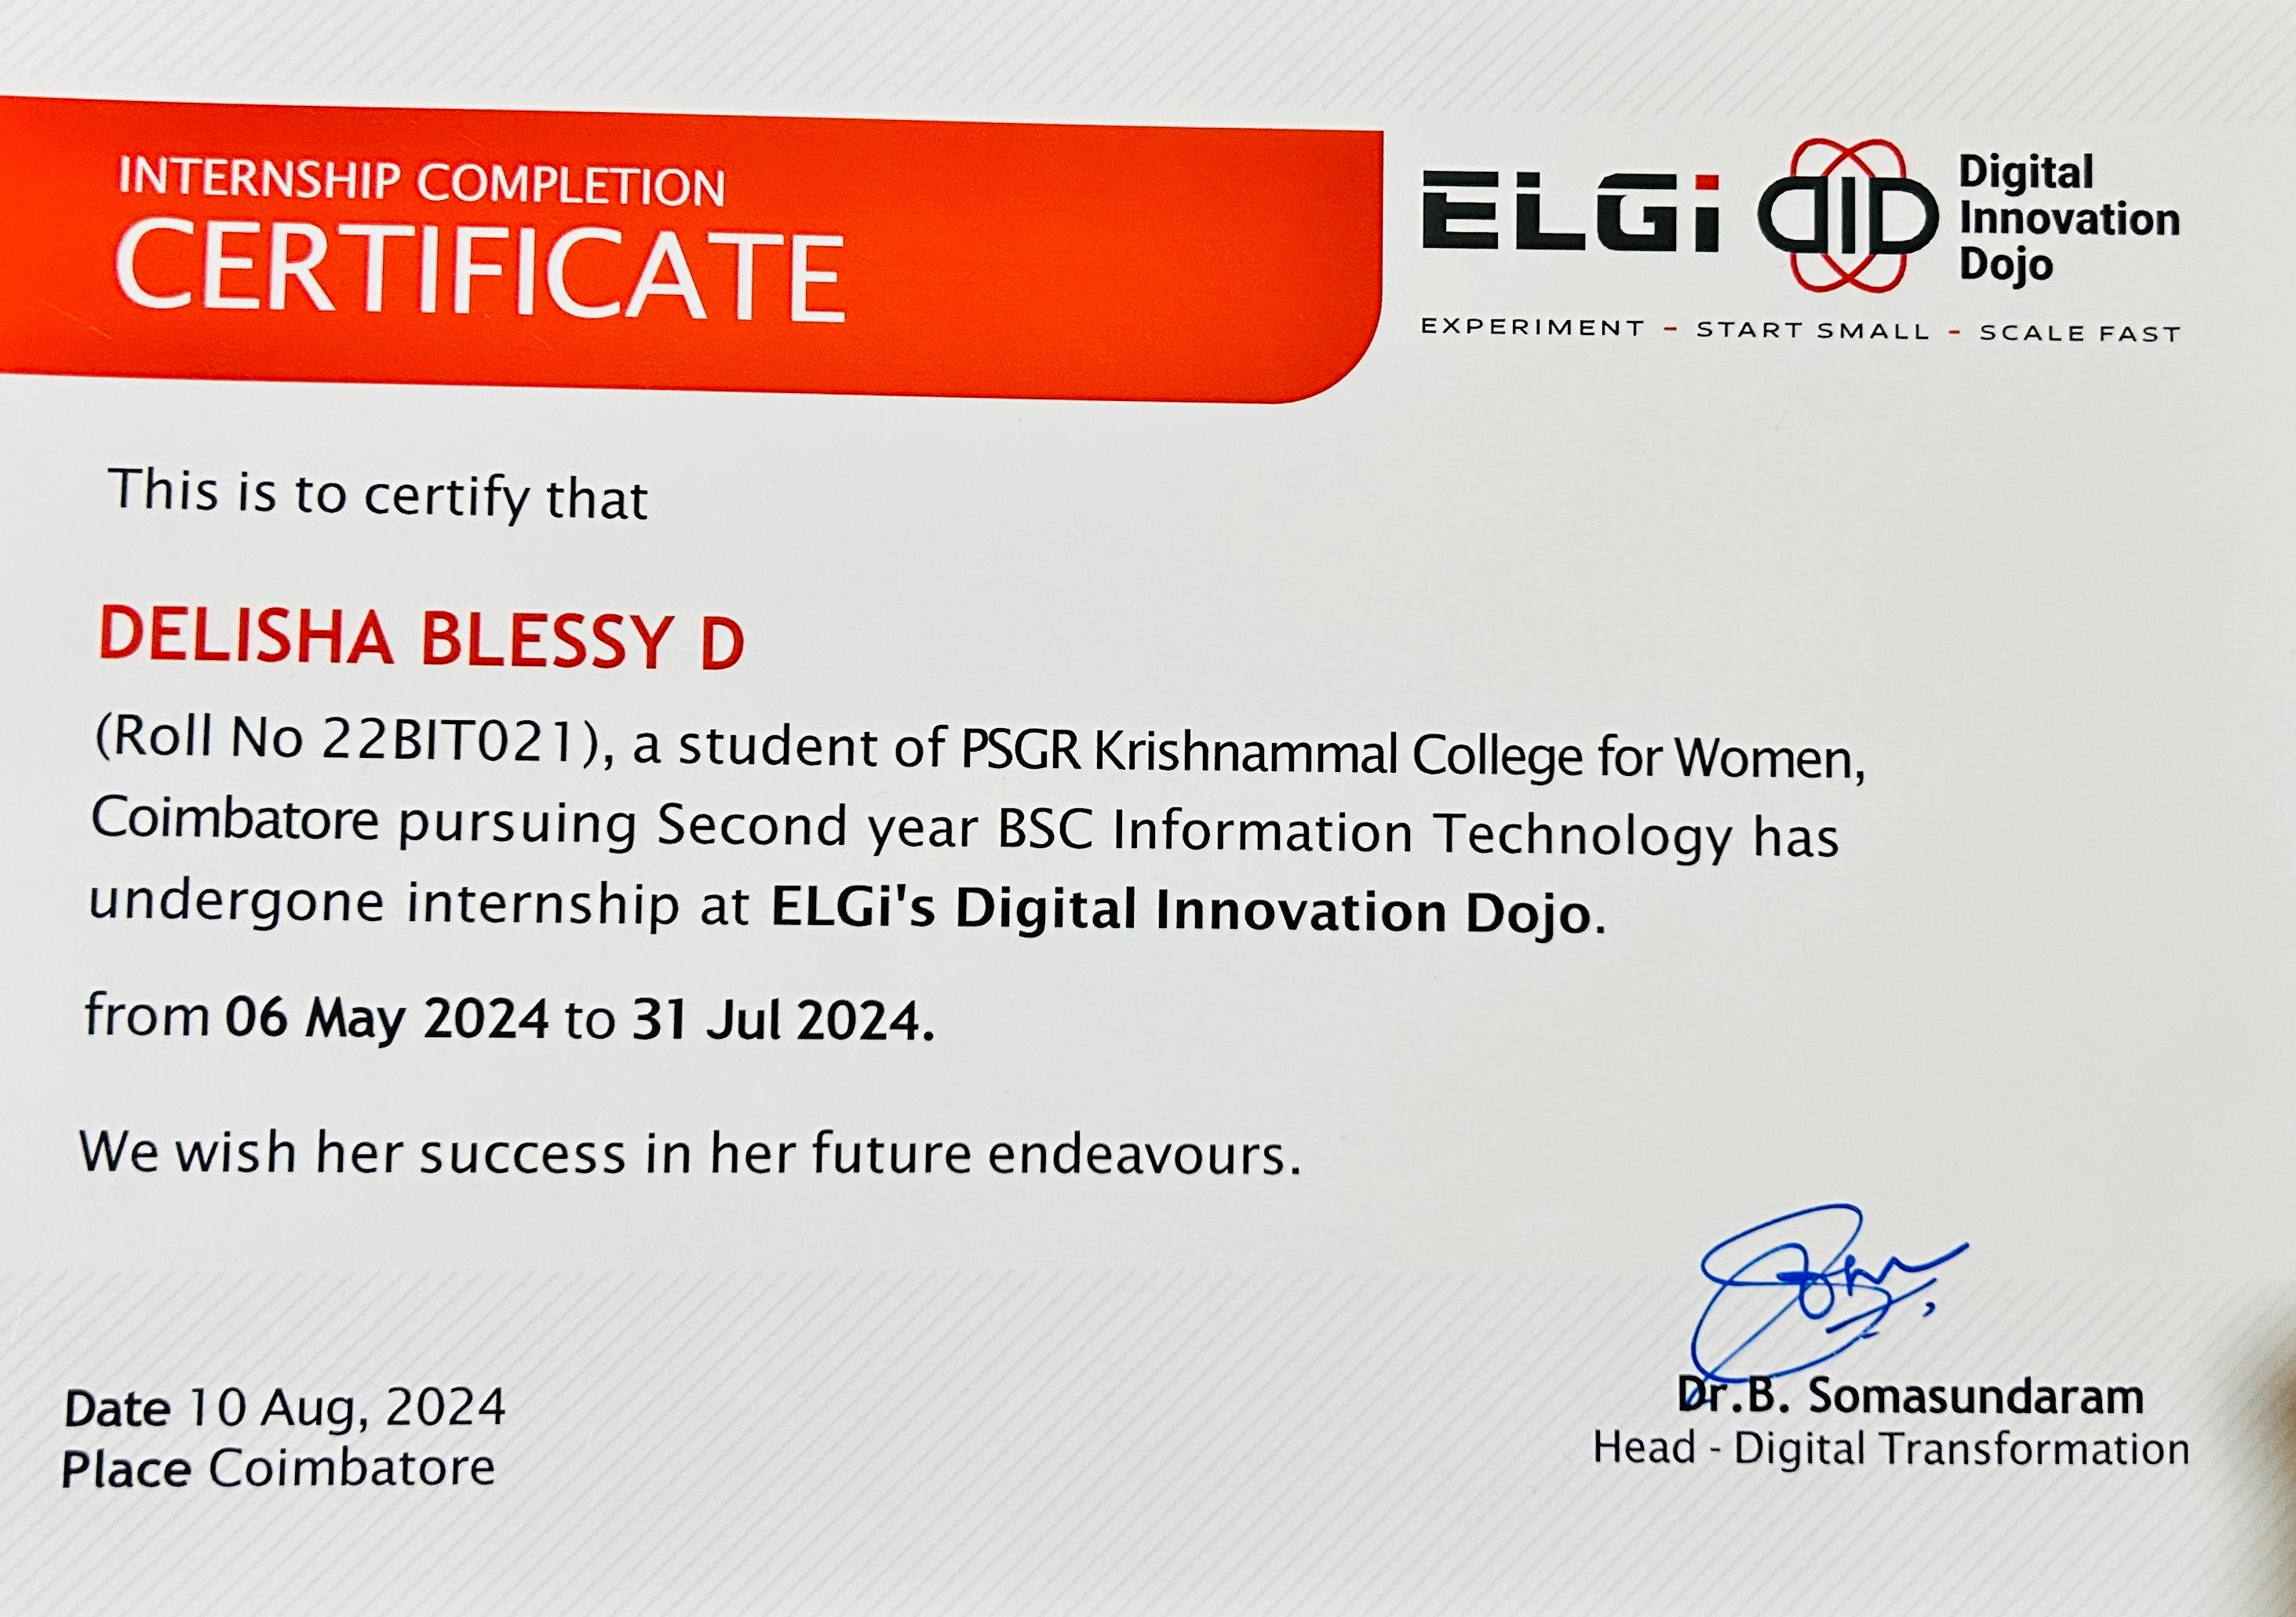 INTERNSHIP COMPLETION
CERTIFICATE
ELGi DID Digital
Innovation
Dojo
EXPERIMENT - START SMALL - SCALE FAST
This is to certify that
DELISHA BLESSY D
(Roll No 22BIT021), a student of PSGR Krishnammal College for Women,
Coimbatore pursuing Second year BSC Information Technology has
undergone internship at ELGi's Digital Innovation Dojo.
from 06 May 2024 to 31 Jul 2024.
We wish her success in her future endeavours.
Date 10 Aug, 2024
Place Coimbatore
Dr.B. Somasundaram
Head - Digital Transformation